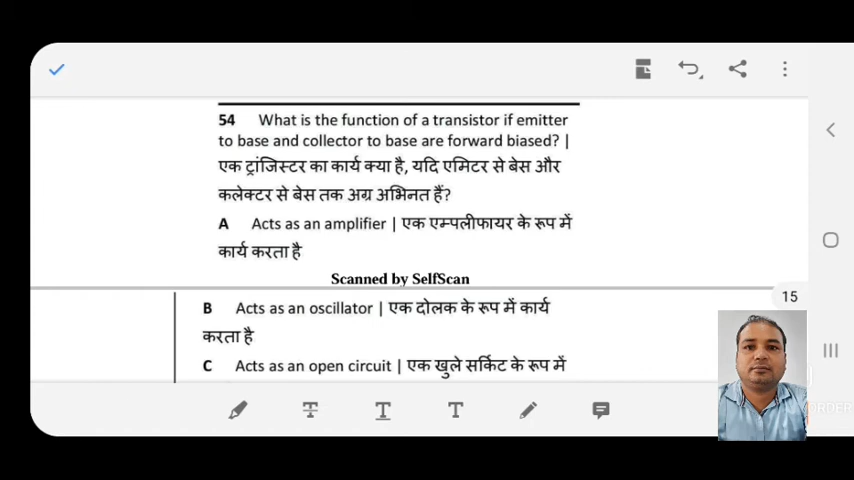 54 What is the function of a transistor if emitter
to base and collector to base are forward biased? |
एक ट्रांजिस्टर का कार्य क्या है, यदि एमिटर से बेस और
कलेक्टर से बेस तक अग्र अभिनत हैं?
A Acts as an amplifier | एक एम्पलीफायर के रूप में
कार्य करता है
Scanned by SelfScan
15
B Acts as an oscillator | एक दोलक के रूप में कार्य
करता है
C Acts as an open circuit | एक खुले सर्किट के रूप में
T
T
T